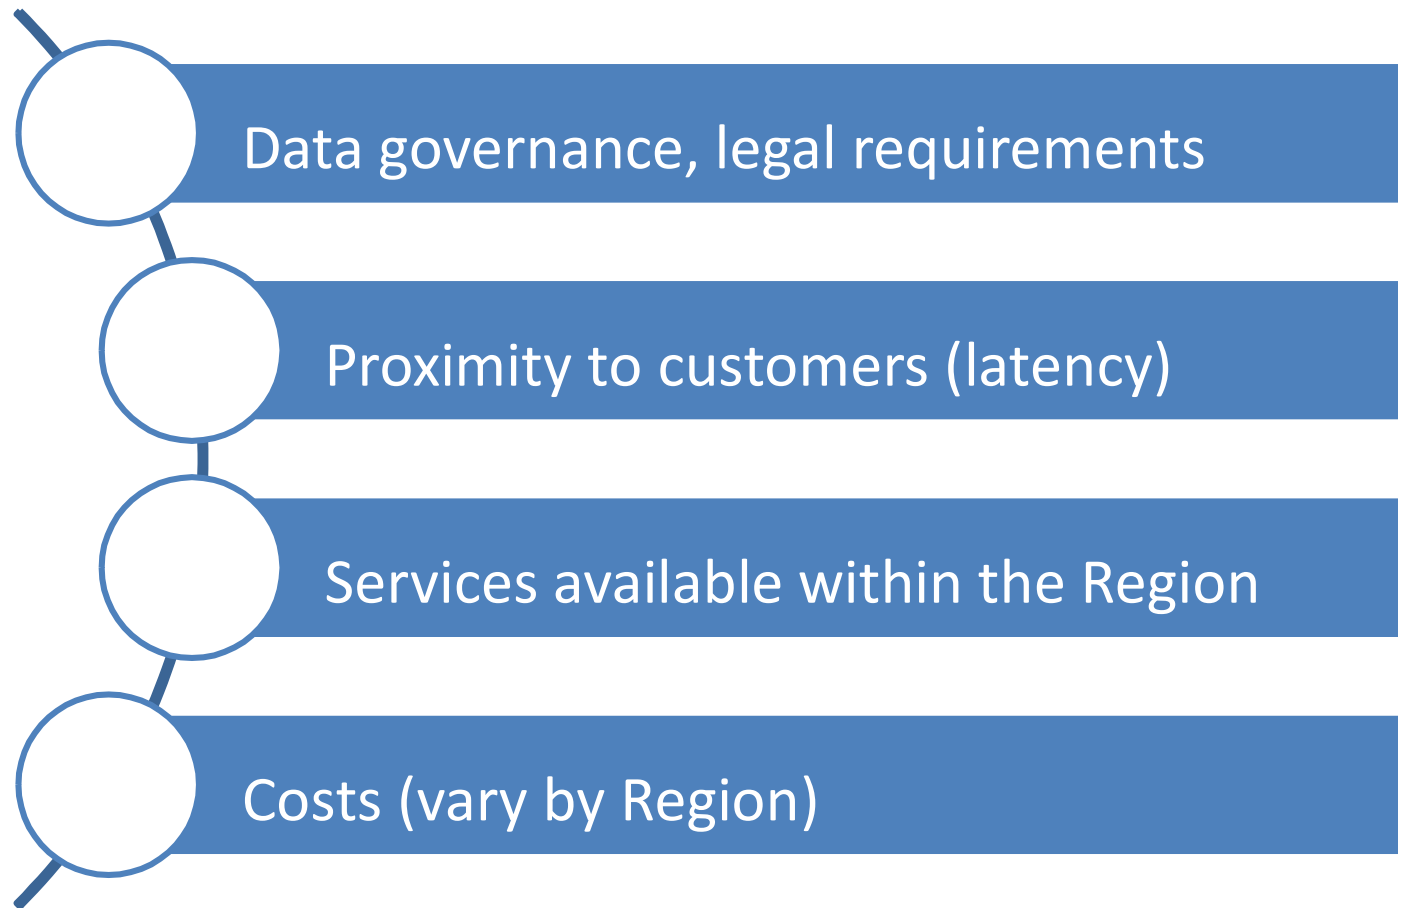 Data governance, legal requirements
Proximity to customers (latency)
Services available within the Region
Costs (vary by Region)